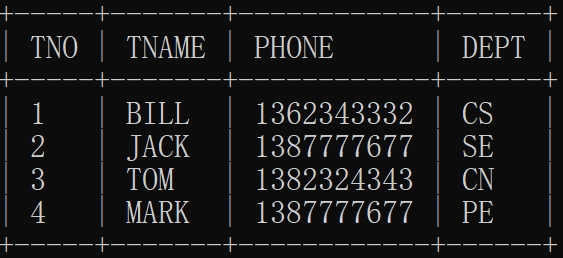 TNO TNAME PHONE DEPT
1 BILL 1362343332 CS
2 JACK 1387777677 SE
3 TOM 1382324343 CN
4 MARK 1387777677 PE